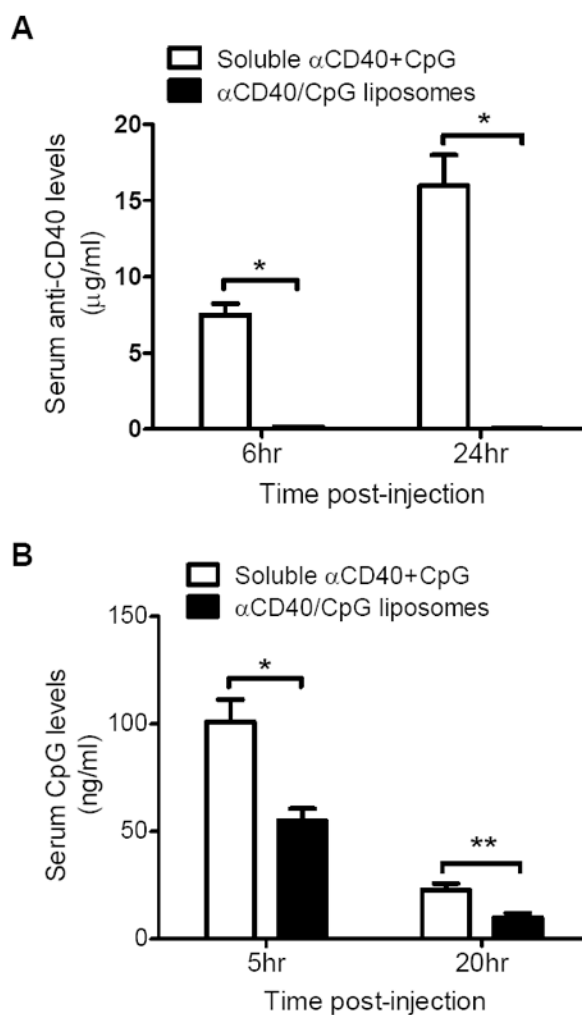 A
Soluble αCD40+CpG
αCD40/CpG liposomes
Serum anti-CD40 levels
(μg/ml)
20
15
10
5
0
*
*
6hr
24hr
Time post-injection
B
Soluble αCD40+CpG
αCD40/CpG liposomes
Serum CpG levels
(ng/ml)
150
100
50
0
*
**
5hr
20hr
Time post-injection